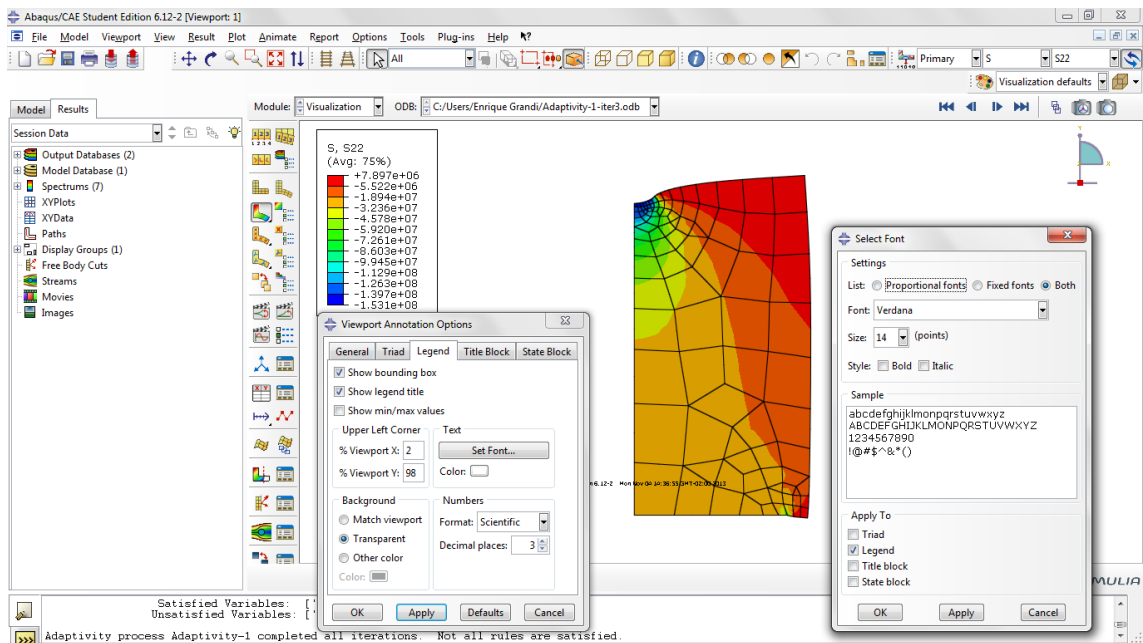 Abaqus/CAE Student Edition 6.12-2 [Viewport: 1]
File Model Viewport View Result Plot Animate Report Options Tools Plug-ins Help
All
Primary S S22
Visualization defaults
Model Results
Module: Visualization ODB: C:/Users/Enrique Grandi/Adaptivity-1-iter3.odb
Session Data
Output Databases (2)
Model Database (1)
Spectrums (7)
XYPlots
XYData
Paths
Display Groups (1)
Free Body Cuts
Streams
Movies
Images
S, S22
(Avg: 75%)
+7.897e+06
-5.522e+06
-1.894e+07
-3.236e+07
-4.578e+07
-5.920e+07
-7.261e+07
-8.603e+07
-9.945e+07
-1.129e+08
-1.263e+08
-1.397e+08
-1.531e+08
Y
X
Viewport Annotation Options
General Triad Legend Title Block State Block
Show bounding box
Show legend title
Show min/max values
Upper Left Corner
% Viewport X: 2
% Viewport Y: 98
Text
Set Font...
Color:
Background
Match viewport
Transparent
Other color
Color:
Numbers
Format: Scientific
Decimal places: 3
OK Apply Defaults Cancel
Select Font
Settings
List: Proportional fonts Fixed fonts Both
Font: Verdana
Size: 14 (points)
Style: Bold Italic
Sample
abcdefghijklmonpqrstuvwxyz
ABCDEFGHIJKLMONPQRSTUVWXYZ
1234567890
!@#$^&*()
Apply To
Triad
Legend
Title block
State block
OK Apply Cancel
MULIA
Satisfied Variables: ['
Unsatisfied Variables: ['
Adaptivity process Adaptivity-1 completed all iterations. Not all rules are satisfied.